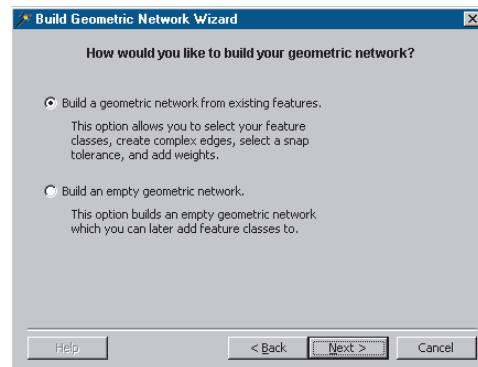 Build Geometric Network Wizard
How would you like to build your geometric network?
Build a geometric network from existing features.
This option allows you to select your feature
classes, create complex edges, select a snap
tolerance, and add weights.
Build an empty geometric network.
This option builds an empty geometric network
which you can later add feature classes to.
Help
< Back
Next >
Cancel